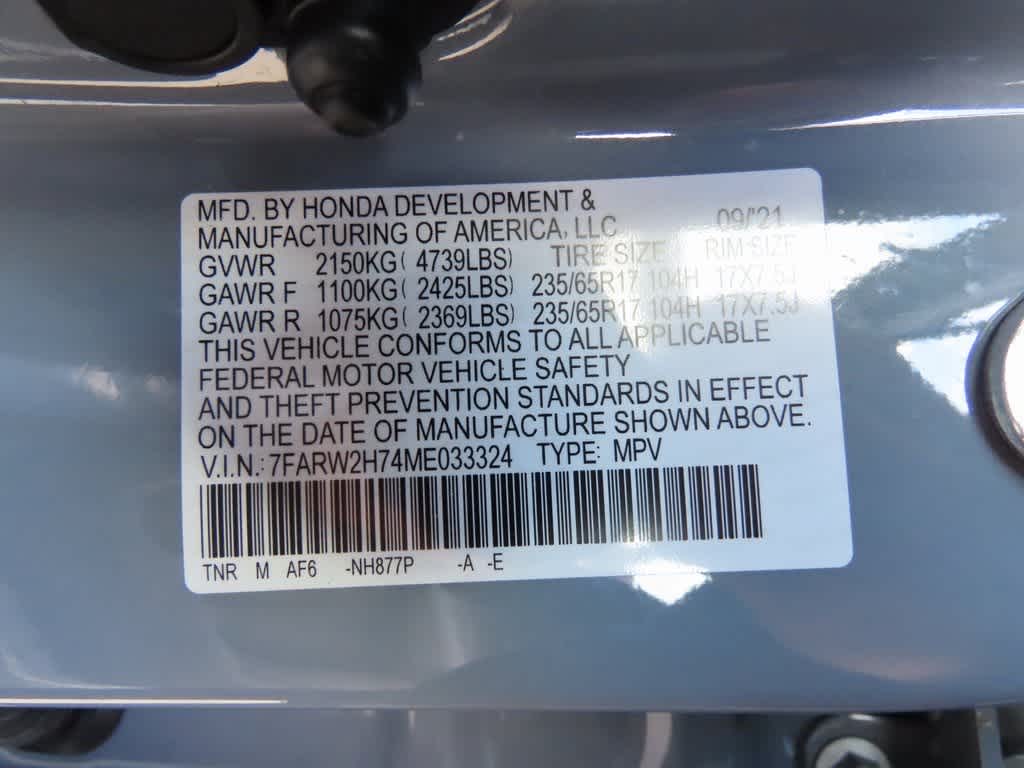 MFD. BY HONDA DEVELOPMENT &
MANUFACTURING OF AMERICA, LLC 09/'21
GVWR 2150KG( 4739LBS) TIRE SIZE RIM SIZE
GAWR F 1100KG( 2425LBS) 235/65R17 104H 17X7.5J
GAWR R 1075KG( 2369LBS) 235/65R17 104H 17X7.5J
THIS VEHICLE CONFORMS TO ALL APPLICABLE
FEDERAL MOTOR VEHICLE SAFETY
AND THEFT PREVENTION STANDARDS IN EFFECT
ON THE DATE OF MANUFACTURE SHOWN ABOVE.
V.I.N.: 7FARW2H74ME033324 TYPE: MPV
TNR M AF6 -NH877P -A -E